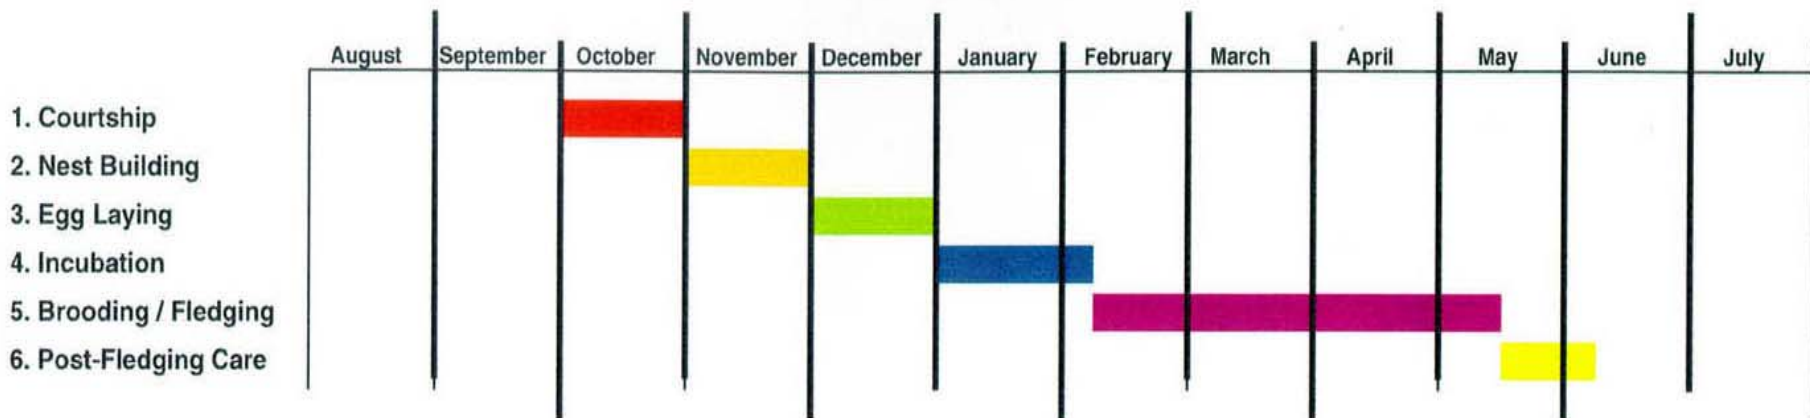 August September October November December January February March April May June July
1. Courtship
2. Nest Building
3. Egg Laying
4. Incubation
5. Brooding / Fledging
6. Post-Fledging Care